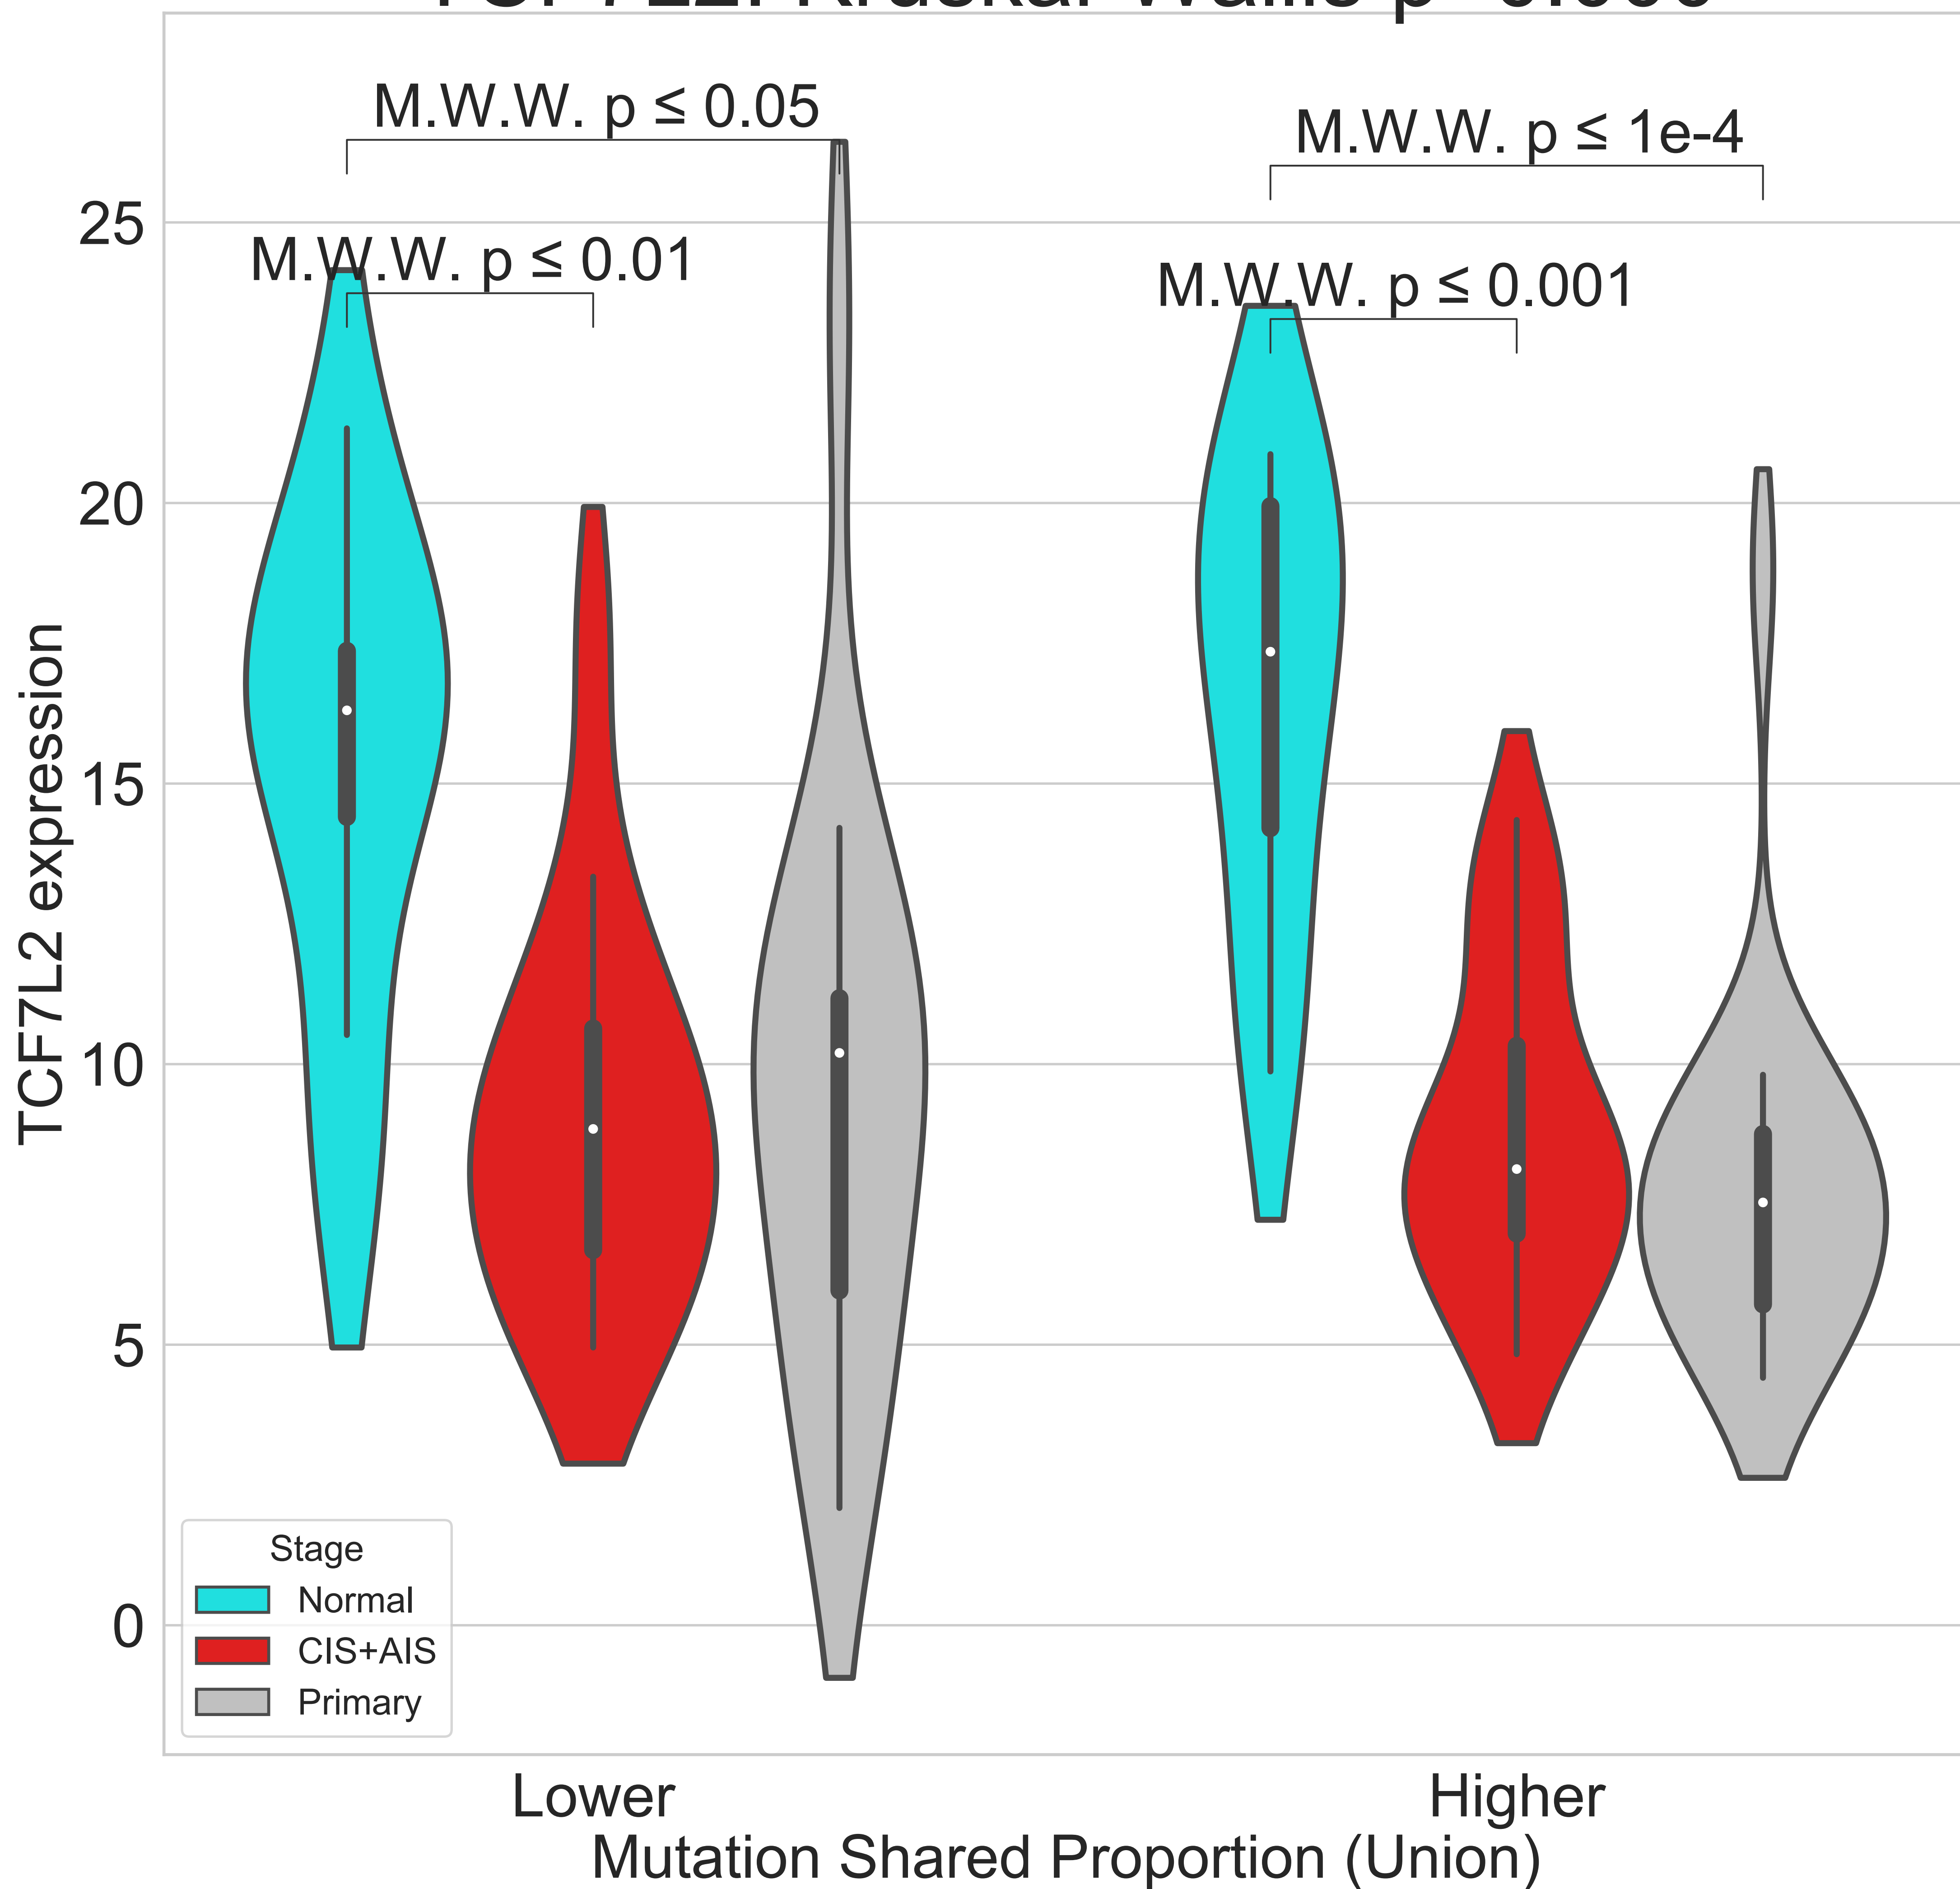 M.W.W. p ≤ 0.05
M.W.W. p ≤ 1e-4
M.W.W. p ≤ 0.01
M.W.W. p ≤ 0.001
25
20
15
10
5
0
TCF7L2 expression
Stage
Normal
CIS+AIS
Primary
Lower
Higher
Mutation Shared Proportion (Union)